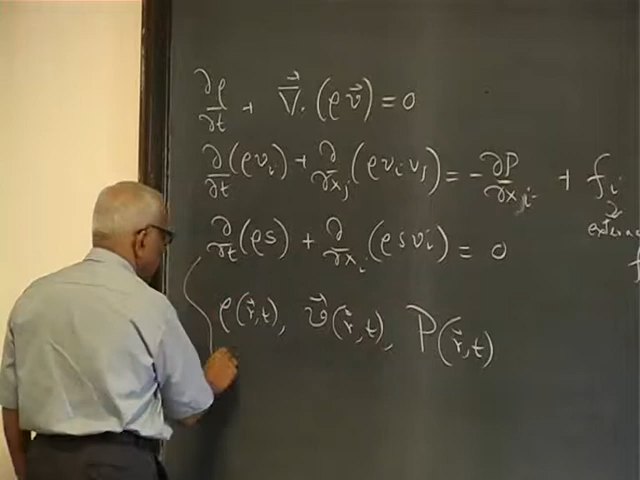 ∂ρ/∂t + ∇⃗·(ρv⃗) = 0
∂/∂t(ρvᵢ) + ∂/∂xⱼ(ρvᵢvⱼ) = −∂P/∂xᵢ + fᵢ
∂/∂t(ρs) + ∂/∂xᵢ(ρsvᵢ) = 0
ρ(r⃗,t), v⃗(r⃗,t), P(r⃗,t)